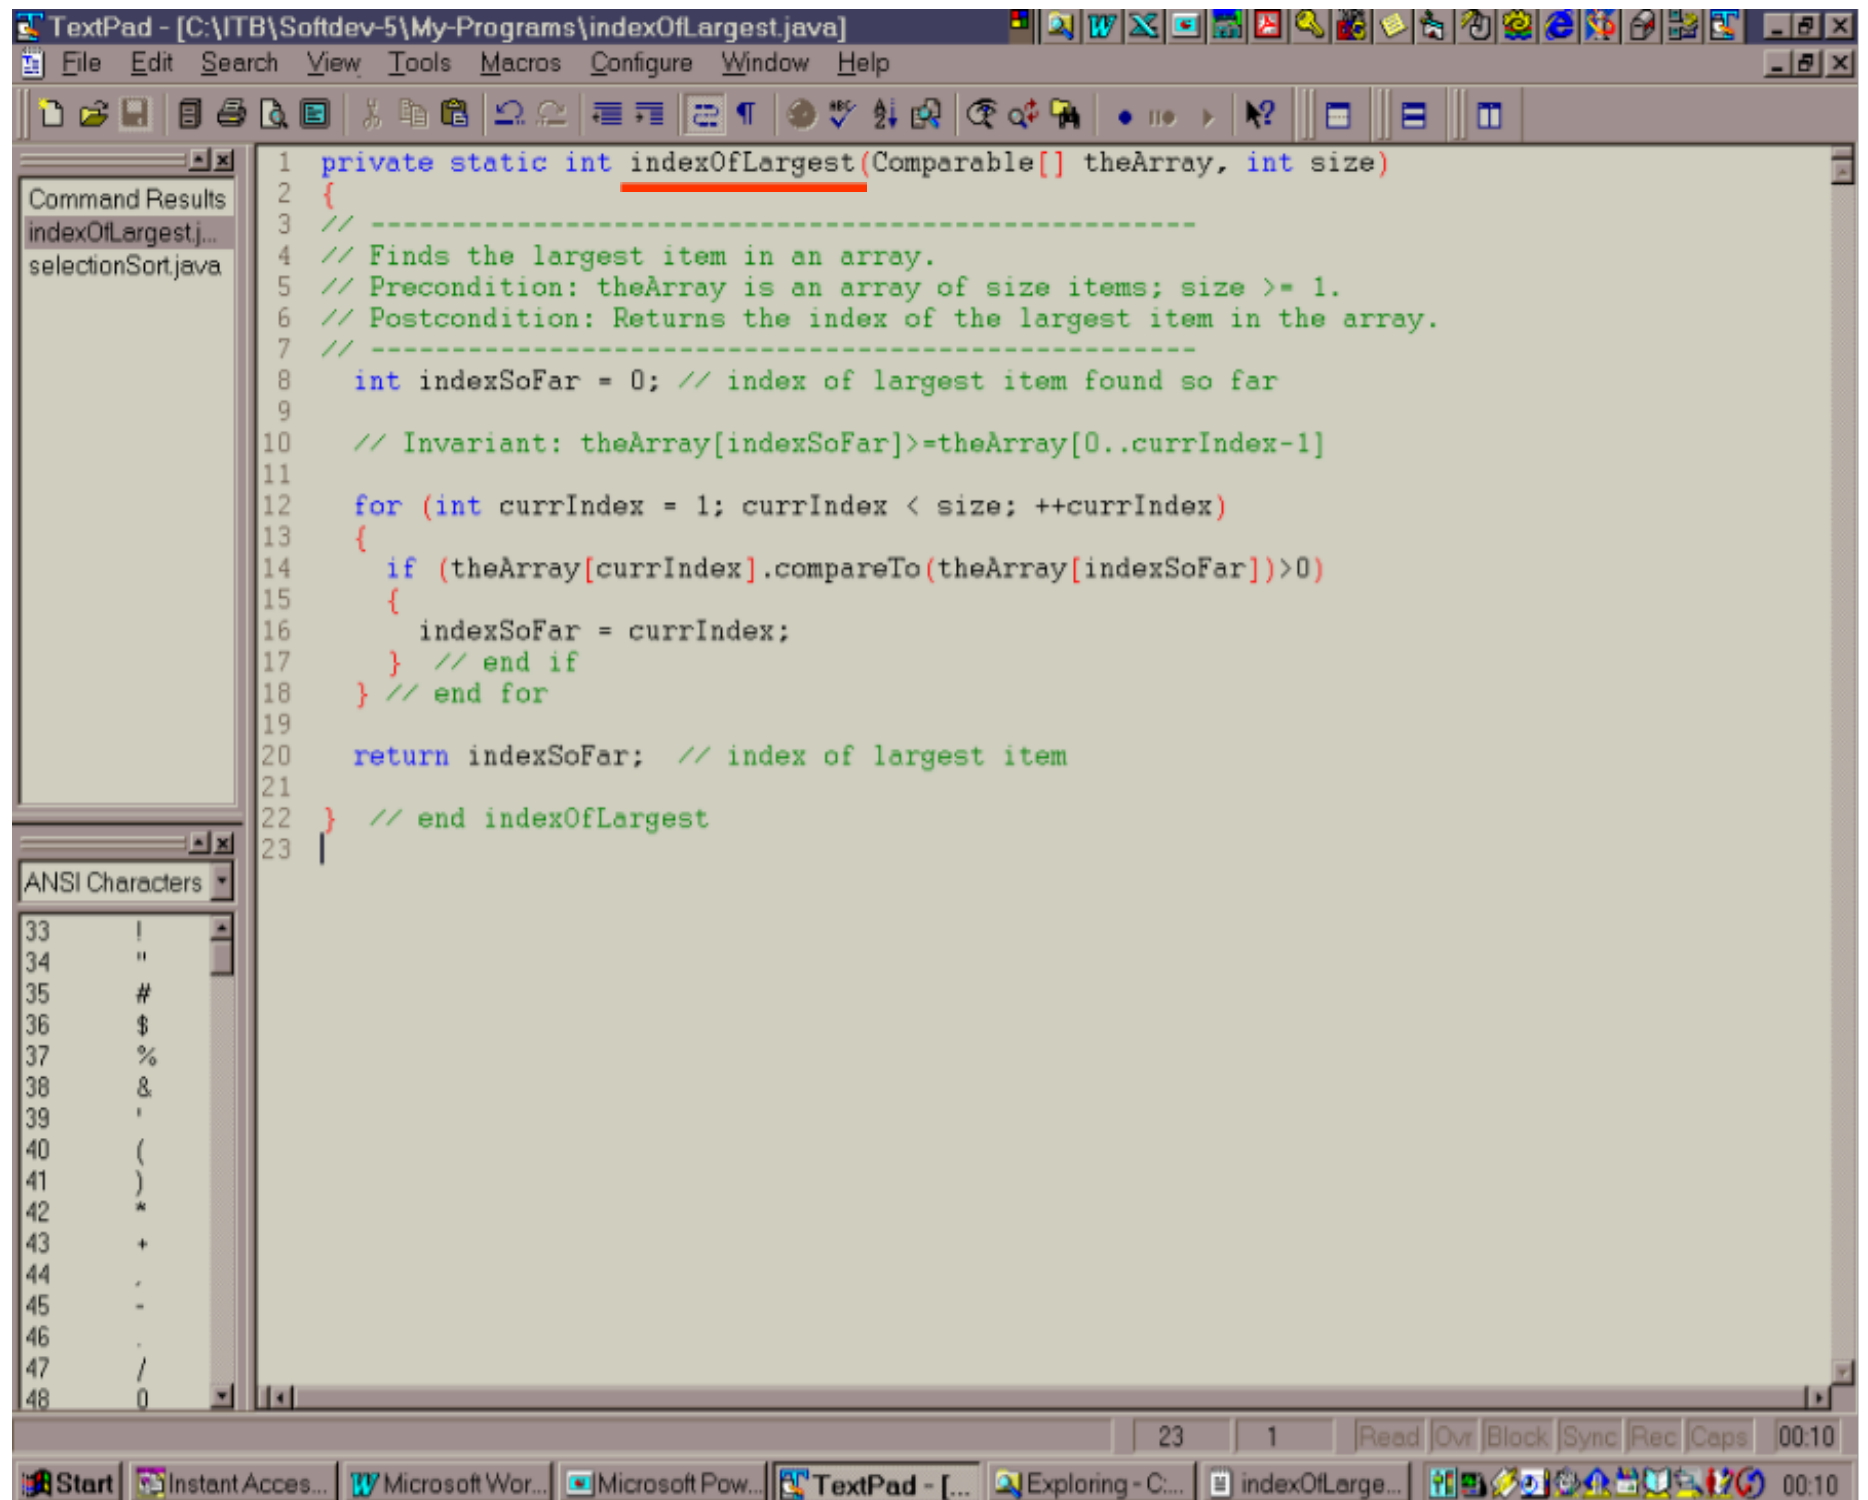 TextPad - [C:\ITB\Softdev-5\My-Programs\indexOfLargest.java]
File Edit Search View Tools Macros Configure Window Help
Command Results
indexOfLargest.j...
selectionSort.java
1 private static int indexOfLargest(Comparable[] theArray, int size)
2 {
3 // ---------------------------------------------------
4 // Finds the largest item in an array.
5 // Precondition: theArray is an array of size items; size >= 1.
6 // Postcondition: Returns the index of the largest item in the array.
7 // ---------------------------------------------------
8 int indexSoFar = 0; // index of largest item found so far
9
10 // Invariant: theArray[indexSoFar]>=theArray[0..currIndex-1]
11
12 for (int currIndex = 1; currIndex < size; ++currIndex)
13 {
14 if (theArray[currIndex].compareTo(theArray[indexSoFar])>0)
15 {
16 indexSoFar = currIndex;
17 } // end if
18 } // end for
19
20 return indexSoFar; // index of largest item
21
22 } // end indexOfLargest
23
ANSI Characters
33 !
34 "
35 #
36 $
37 %
38 &
39 '
40 (
41 )
42 *
43 +
44 ,
45 -
46 .
47 /
48 0
23 1 Read Ovr Block Sync Rec Caps 00:10
Start Instant Acces... Microsoft Wor... Microsoft Pow... TextPad - [... Exploring - C:... indexOfLarge... 00:10